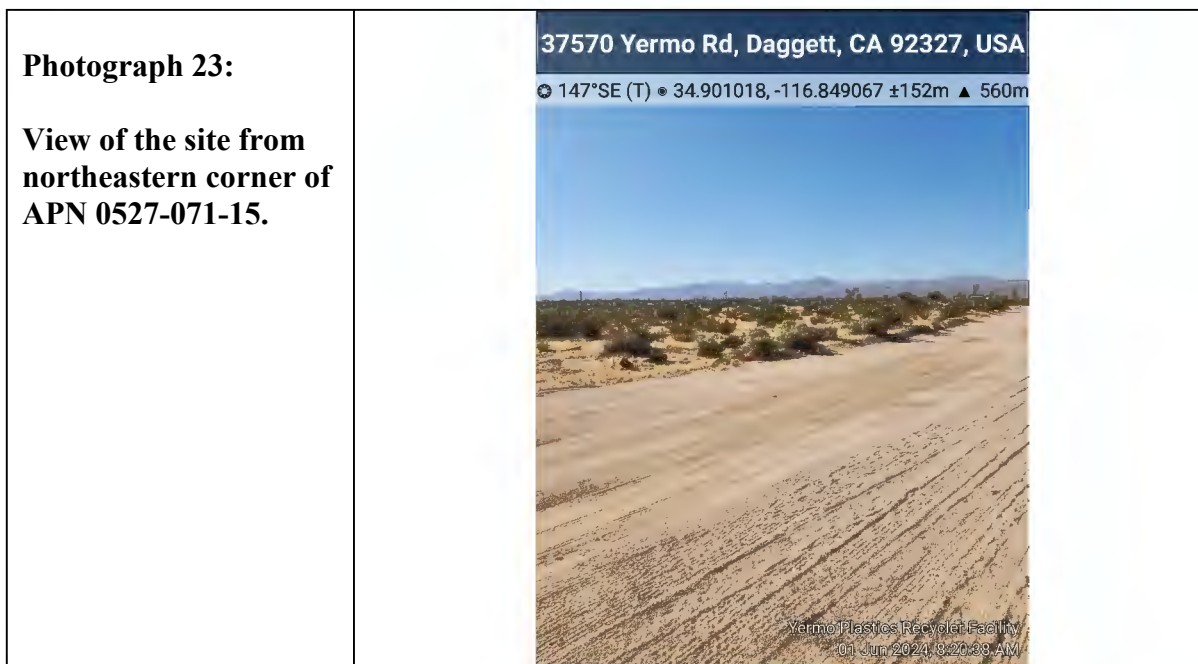 Photograph 23:
View of the site from
northeastern corner of
APN 0527-071-15.
37570 Yermo Rd, Daggett, CA 92327, USA
147°SE (T) ● 34.901018, -116.849067 ±152m ▲ 560m
Yermo Plastics Recycler Facility
01 Jun 2024, 8:20:38 AM